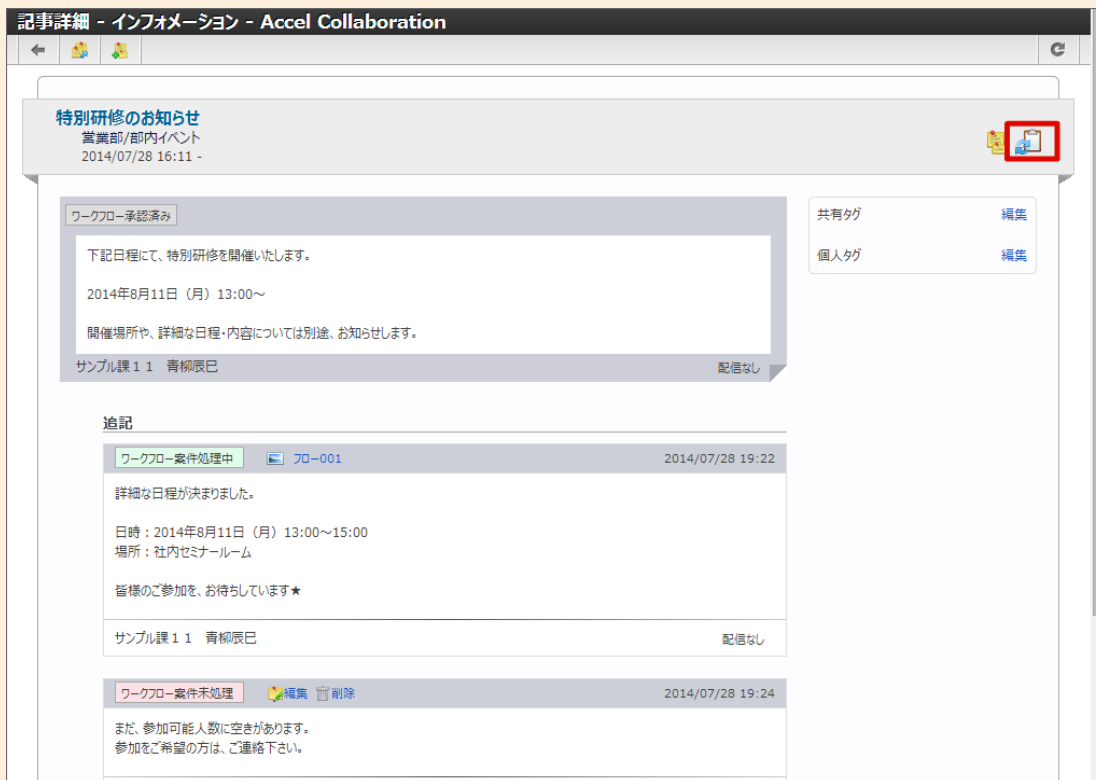 記事詳細 - インフォメーション - Accel Collaboration
特別研修のお知らせ
営業部/部内イベント
2014/07/28 16:11 -
ワークフロー承認済み
下記日程にて、特別研修を開催いたします。
2014年8月11日（月）13:00～
開催場所や、詳細な日程・内容については別途、お知らせします。
サンプル課１１　青柳辰巳
配信なし
共有タグ 編集
個人タグ 編集
追記
ワークフロー案件処理中 フロー001 2014/07/28 19:22
詳細な日程が決まりました。
日時：2014年8月11日（月）13:00～15:00
場所：社内セミナールーム
皆様のご参加を、お待ちしています★
サンプル課１１　青柳辰巳
配信なし
ワークフロー案件未処理 編集 削除 2014/07/28 19:24
まだ、参加可能人数に空きがあります。
参加をご希望の方は、ご連絡下さい。